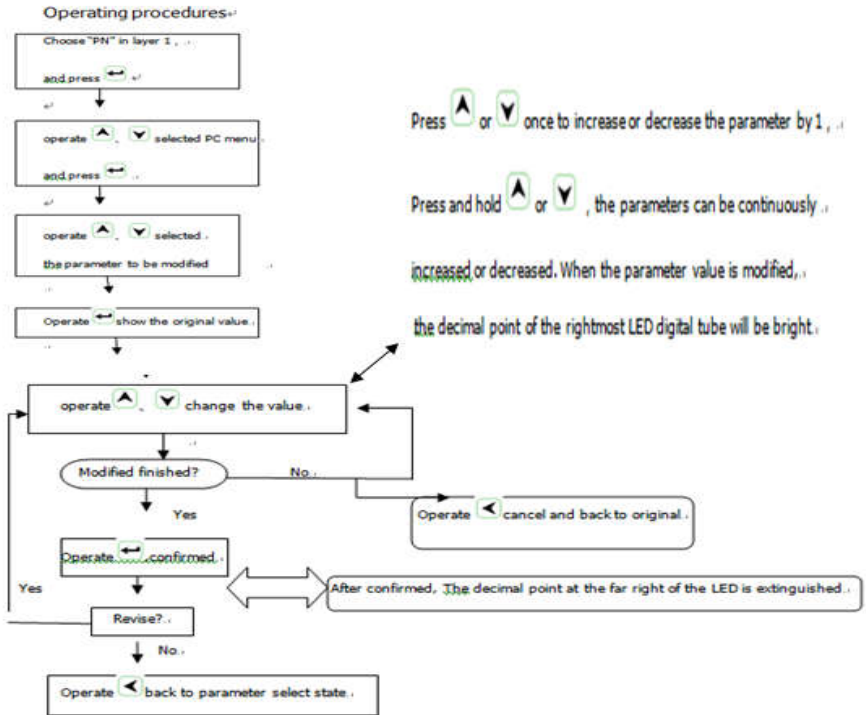 Operating procedures
Choose "PN" in layer 1 ,
and press
operate 、 selected PC menu
and press
operate 、 selected
the parameter to be modified
Operate show the original value
operate 、 change the value
Modified finished?
No
Yes
Operate cancel and back to original
Operate confirmed
Yes
After confirmed, The decimal point at the far right of the LED is extinguished
Revise?
No
Operate back to parameter select state
Press or once to increase or decrease the parameter by 1 ,
Press and hold or , the parameters can be continuously
increased or decreased. When the parameter value is modified,
the decimal point of the rightmost LED digital tube will be bright